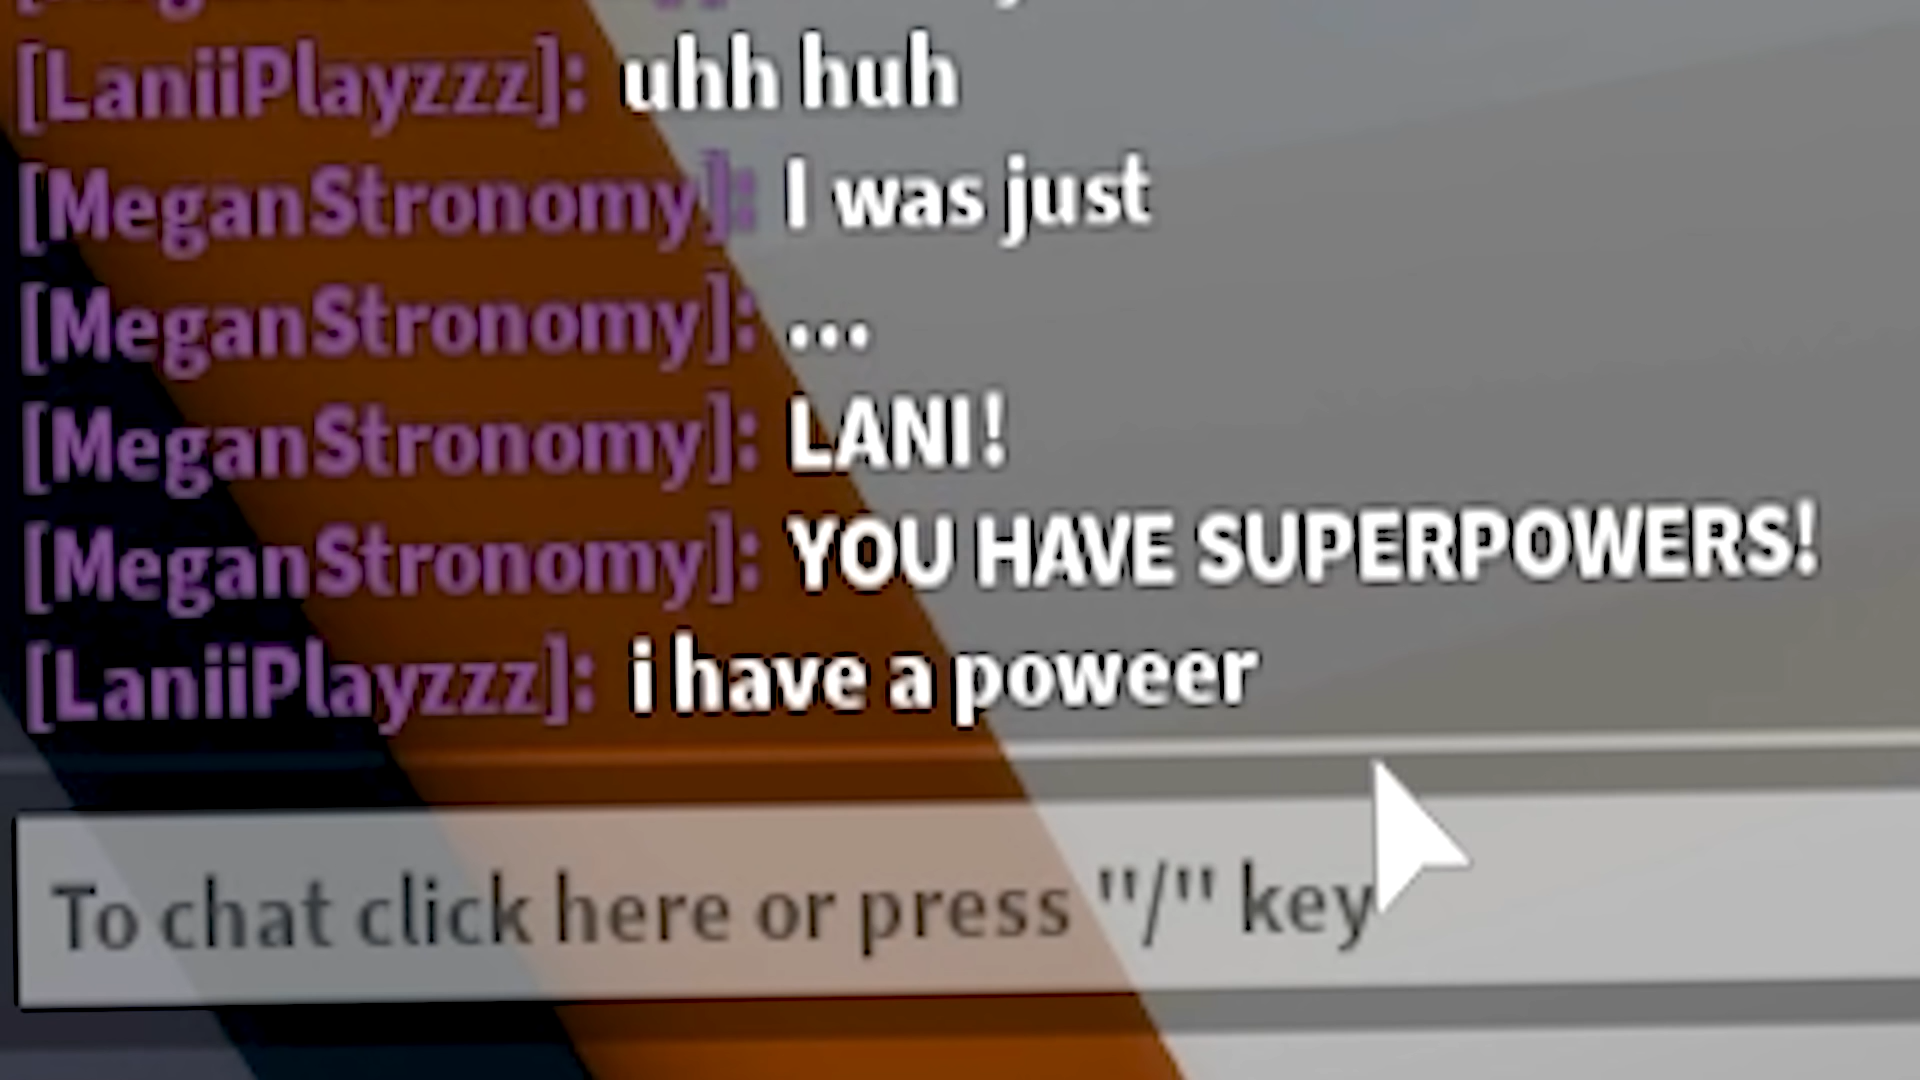 [LaniiPlayzzz]: uhh huh
[MeganStronomy]: I was just
[MeganStronomy]: ...
[MeganStronomy]: LANI!
[MeganStronomy]: YOU HAVE SUPERPOWERS!
[LaniiPlayzzz]: i have a poweer
To chat click here or press "/" key